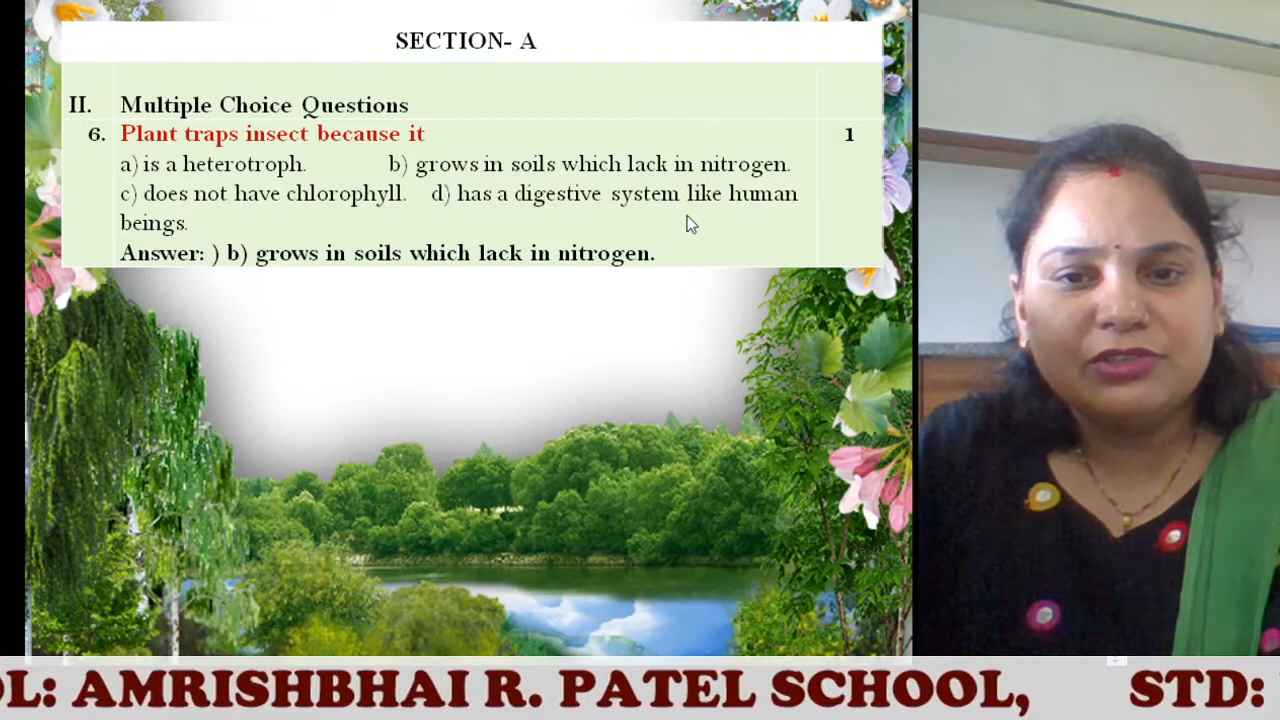 SECTION- A
II. Multiple Choice Questions
6. Plant traps insect because it 1
a) is a heterotroph. b) grows in soils which lack in nitrogen.
c) does not have chlorophyll. d) has a digestive system like human
beings.
Answer: ) b) grows in soils which lack in nitrogen.
OL: AMRISHBHAI R. PATEL SCHOOL, STD: